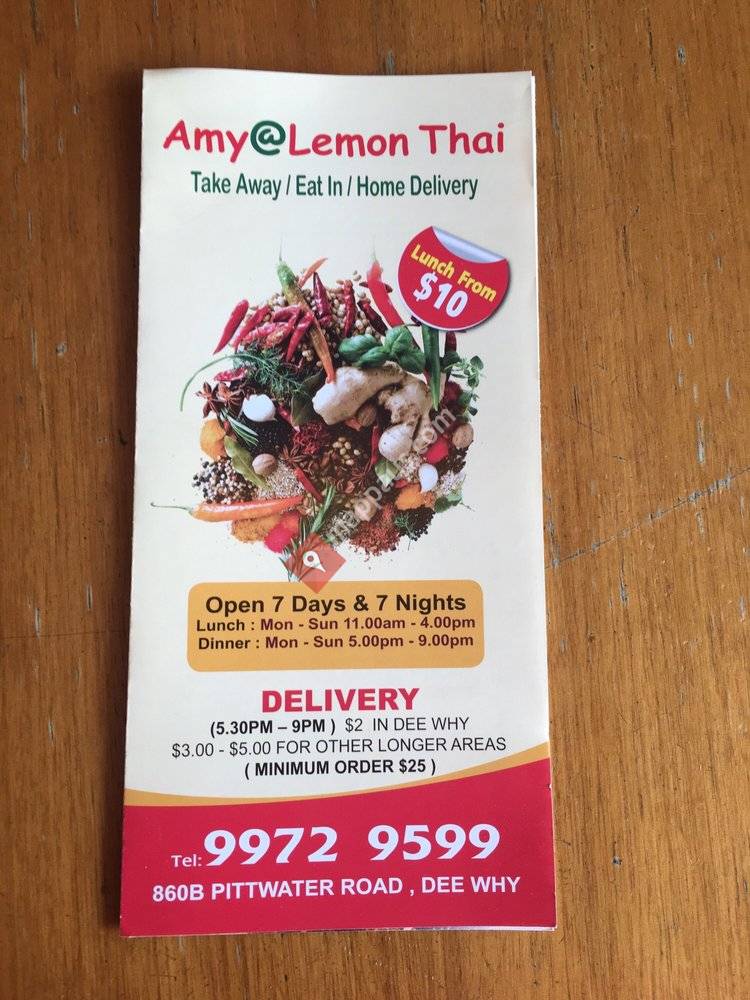 Amy@Lemon Thai
Take Away / Eat In / Home Delivery
Lunch From
$10
Open 7 Days & 7 Nights
Lunch : Mon - Sun 11.00am - 4.00pm
Dinner : Mon - Sun 5.00pm - 9.00pm
DELIVERY
(5.30PM – 9PM ) $2 IN DEE WHY
$3.00 - $5.00 FOR OTHER LONGER AREAS
( MINIMUM ORDER $25 )
Tel: 9972 9599
860B PITTWATER ROAD , DEE WHY